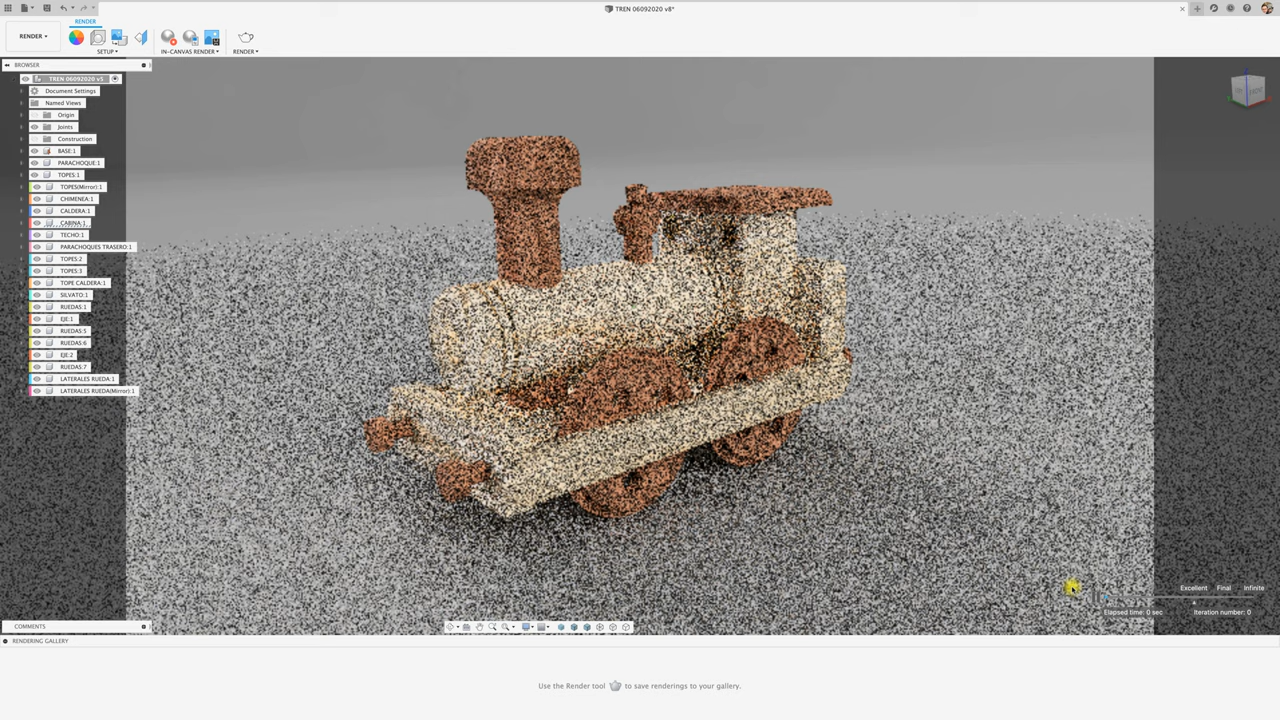 TREN 06092020 v8*
RENDER
RENDER ▾
SETUP ▾
IN-CANVAS RENDER ▾
RENDER ▾
BROWSER
TREN 06092020 v5
Document Settings
Named Views
Origin
Joints
Construction
BASE:1
PARACHOQUE:1
TOPES:1
TOPES(Mirror):1
CHIMENEA:1
CALDERA:1
CABINA:1
TECHO:1
PARACHOQUES TRASERO:1
TOPES:2
TOPES:3
TOPE CALDERA:1
SILVATO:1
RUEDAS:1
EJE:1
RUEDAS:5
RUEDAS:6
EJE:2
RUEDAS:7
LATERALES RUEDA:1
LATERALES RUEDA(Mirror):1
Excellent Final Infinite
Elapsed time: 0 sec Iteration number: 0
COMMENTS
RENDERING GALLERY
Use the Render tool to save renderings to your gallery.